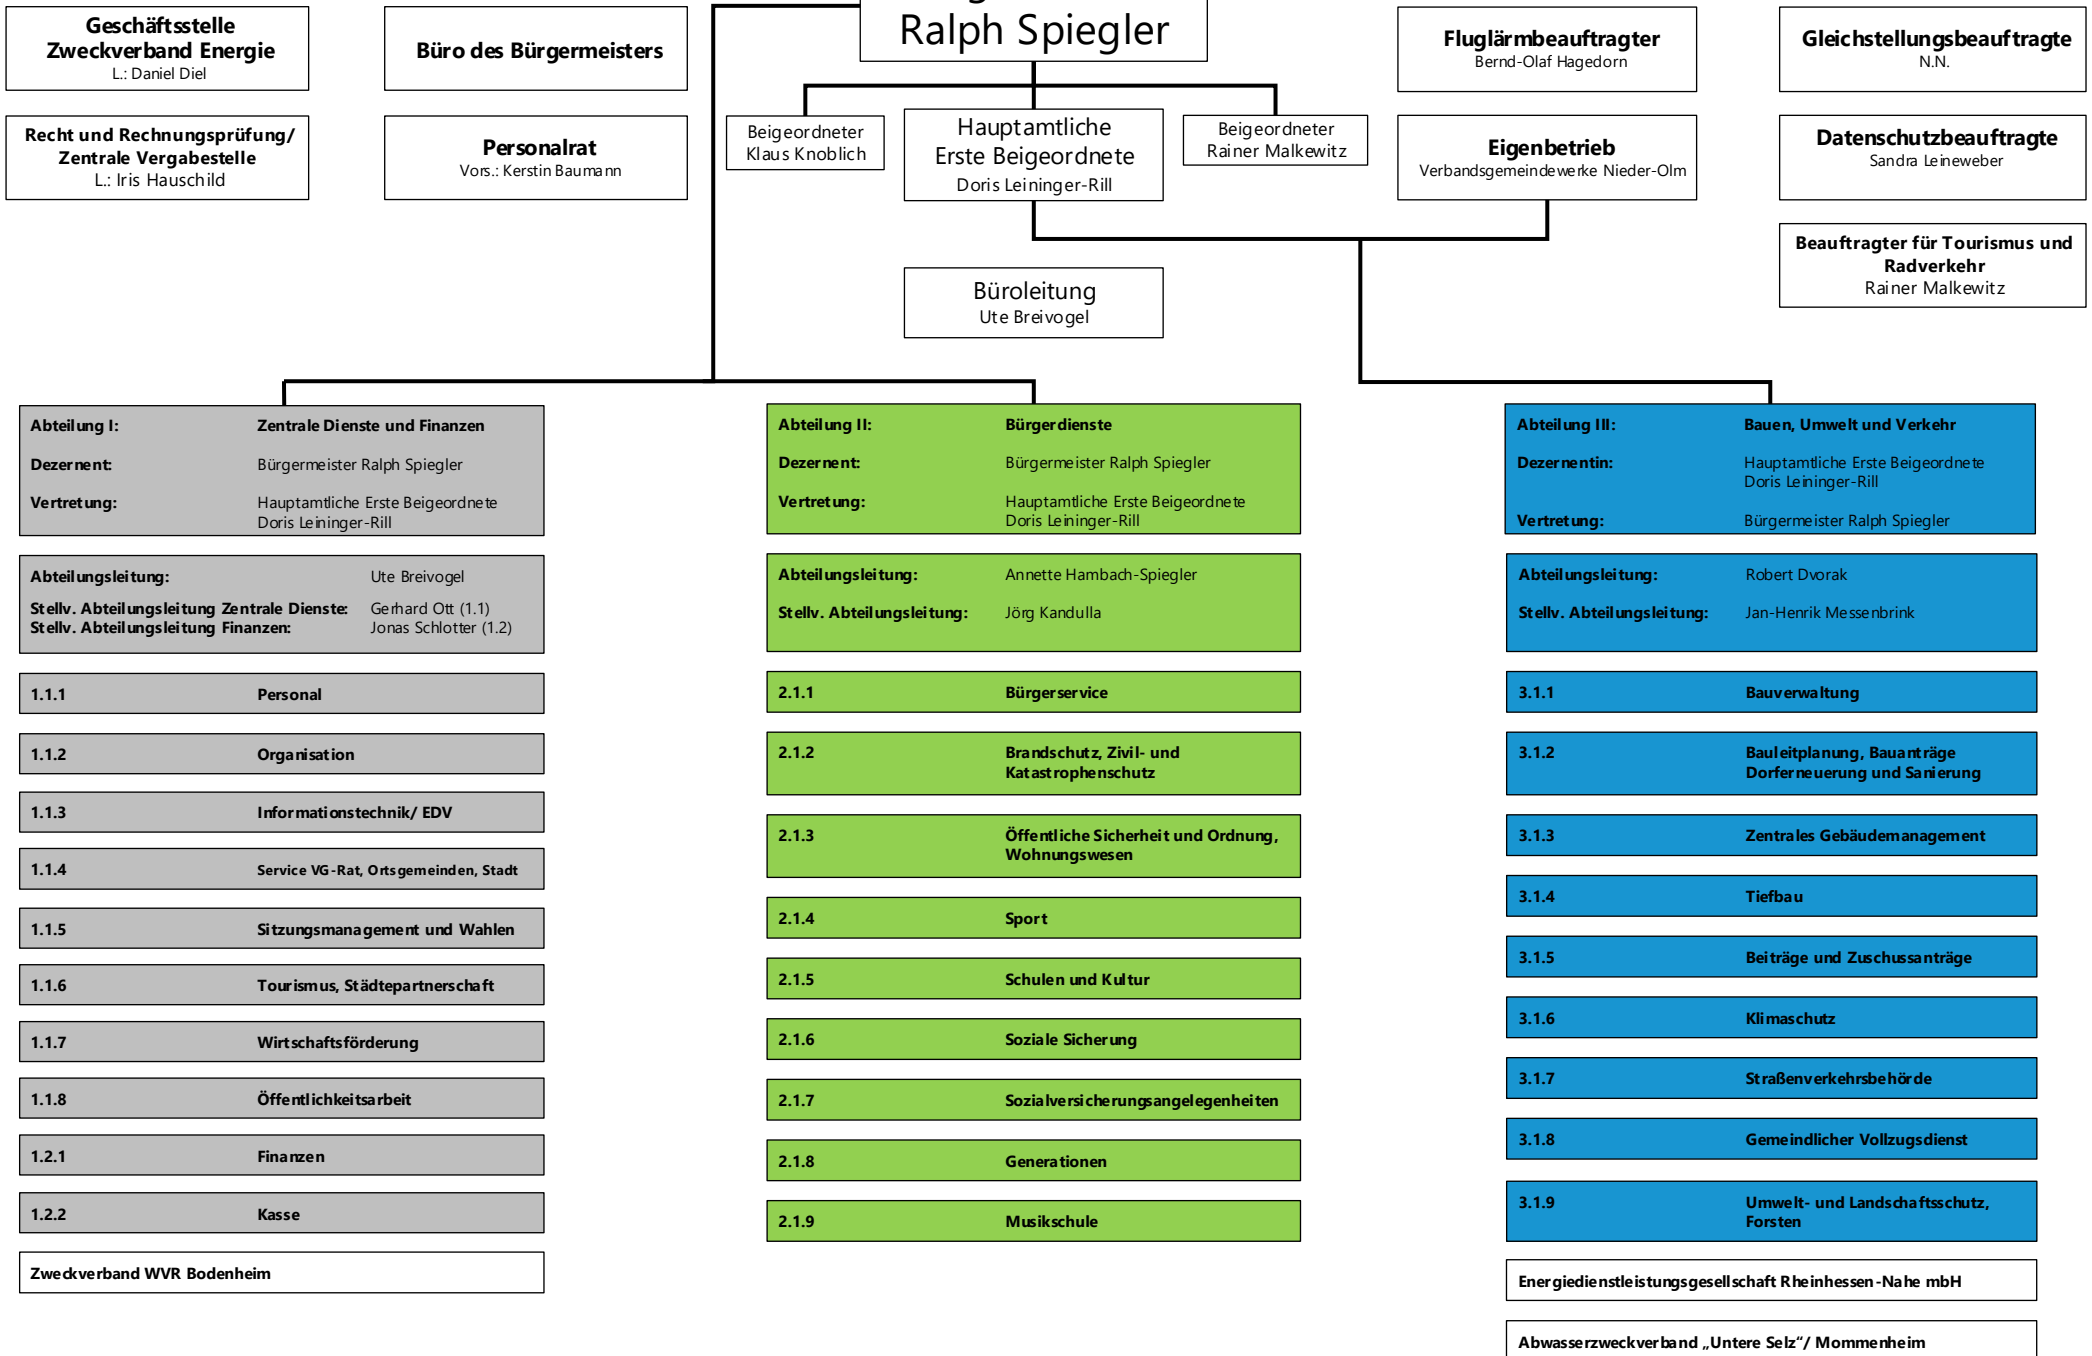 Ralph Spiegler
Geschäftsstelle
Zweckverband Energie
L.: Daniel Diel
Büro des Bürgermeisters
Fluglärmbeauftragter
Bernd-Olaf Hagedorn
Gleichstellungsbeauftragte
N.N.
Recht und Rechnungsprüfung/
Zentrale Vergabestelle
L.: Iris Hauschild
Personalrat
Vors.: Kerstin Baumann
Beigeordneter
Klaus Knoblich
Hauptamtliche
Erste Beigeordnete
Doris Leininger-Rill
Beigeordneter
Rainer Malkewitz
Eigenbetrieb
Verbandsgemeindewerke Nieder-Olm
Datenschutzbeauftragte
Sandra Leineweber
Beauftragter für Tourismus und
Radverkehr
Rainer Malkewitz
Büroleitung
Ute Breivogel
Abteilung I: Zentrale Dienste und Finanzen
Dezernent: Bürgermeister Ralph Spiegler
Vertretung: Hauptamtliche Erste Beigeordnete
Doris Leininger-Rill
Abteilungsleitung: Ute Breivogel
Stellv. Abteilungsleitung Zentrale Dienste: Gerhard Ott (1.1)
Stellv. Abteilungsleitung Finanzen: Jonas Schlotter (1.2)
1.1.1 Personal
1.1.2 Organisation
1.1.3 Informationstechnik/ EDV
1.1.4 Service VG-Rat, Ortsgemeinden, Stadt
1.1.5 Sitzungsmanagement und Wahlen
1.1.6 Tourismus, Städtepartnerschaft
1.1.7 Wirtschaftsförderung
1.1.8 Öffentlichkeitsarbeit
1.2.1 Finanzen
1.2.2 Kasse
Zweckverband WVR Bodenheim
Abteilung II: Bürgerdienste
Dezernent: Bürgermeister Ralph Spiegler
Vertretung: Hauptamtliche Erste Beigeordnete
Doris Leininger-Rill
Abteilungsleitung: Annette Hambach-Spiegler
Stellv. Abteilungsleitung: Jörg Kandulla
2.1.1 Bürgerservice
2.1.2 Brandschutz, Zivil- und
Katastrophenschutz
2.1.3 Öffentliche Sicherheit und Ordnung,
Wohnungswesen
2.1.4 Sport
2.1.5 Schulen und Kultur
2.1.6 Soziale Sicherung
2.1.7 Sozialversicherungsangelegenheiten
2.1.8 Generationen
2.1.9 Musikschule
Abteilung III: Bauen, Umwelt und Verkehr
Dezernentin: Hauptamtliche Erste Beigeordnete
Doris Leininger-Rill
Vertretung: Bürgermeister Ralph Spiegler
Abteilungsleitung: Robert Dvorak
Stellv. Abteilungsleitung: Jan-Henrik Messenbrink
3.1.1 Bauverwaltung
3.1.2 Bauleitplanung, Bauanträge
Dorferneuerung und Sanierung
3.1.3 Zentrales Gebäudemanagement
3.1.4 Tiefbau
3.1.5 Beiträge und Zuschussanträge
3.1.6 Klimaschutz
3.1.7 Straßenverkehrsbehörde
3.1.8 Gemeindlicher Vollzugsdienst
3.1.9 Umwelt- und Landschaftsschutz,
Forsten
Energiedienstleistungsgesellschaft Rheinhessen-Nahe mbH
Abwasserzweckverband „Untere Selz“/ Mommenheim